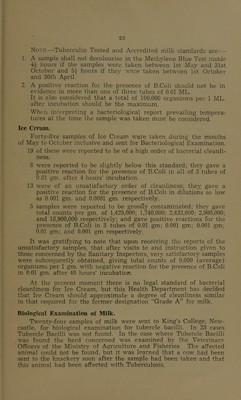 23
NOTE—Tuberculin Tested and Accredited milk standards are:—
1. A sample shall not decolourise in the Methylene Blue test mixic
4½ hours if the samples were taken between 1st May and 31st
October and 5½ hours if they were taken between 1st October
and 30th April.
2. A positive reaction for the presence of B.Coli should not be in
evidence in more than one of three tubes of 0.01 ML.
It is also considered that a total of 100,000 organisms per 1 ML.
after incubation should be the maximum.
When interpreting a bacteriological report prevailing tempera-
tures at the time the sample was taken must be considered.
Ice Cream.
Forty-five samples of Ice Cream were taken during the months
of May to October inclusive and sent for Bacteriological Examination.
19 of these were reported to be of a high order of bacterial cleanli-
ness.
8 were reported to be slightly below this standard; they gave a
positive reaction for the presence of B.Coli in all of 3 tubes of
0.01 gm. after 4 hours' incubation.
13 were of an unsatisfactory order of cleanliness; they gave a
positive reaction for the presence of B.Coli in dilutions as low
as 0.001 gm. and 0.0001 gm. respectively.
5 samples were reported to be grossly contaminated; they gave
total counts per gm. of 1,425,000; 1,740,000; 2,431,000; 2,980,000,
and 18,900,000 respectively; and gave positive reactions for the
presence of B.Coli in 3 tubes of 0.01 gm; 0.001 gm; 0.001 gm;
0.01 gm; and 0.001 gm respectively.
It was gratifying to note that upon receiving the reports of the
unsatisfactory samples, that after visits to and instruction given to
those concerned by the Sanitary Inspectors, very satisfactory samples
were subsequently obtained, giving total counts of 9,090 (average)
organisms per 1 gm. with negative reaction for the presence of B.Coli
in 0.01 gm. after 48 hours' incubation.
At the present moment there is no legal standard of bacterial
cleanliness for Ice Cream, but this Health Department has decided
that Ice Cream should approximate a degree of cleanliness similar
to that required for the former designation "Grade A" for milk.
Biological Examination of Milk.
Twenty-four samples of milk were sent to King's College, New-
castle, for biological examination for tubercle bacilli. In 23 cases
Tubercle Bacilli was not found. In the case where Tubercle Bacilli
was found the herd concerned was examined by the Veterinary
Officers of the Ministry of Agriculture and Fisheries. The affected
animal could not be found, but it was learned that a cow had been
sent to the knackery soon after the sample had been taken and that
this animal had been affected with Tuberculosis.